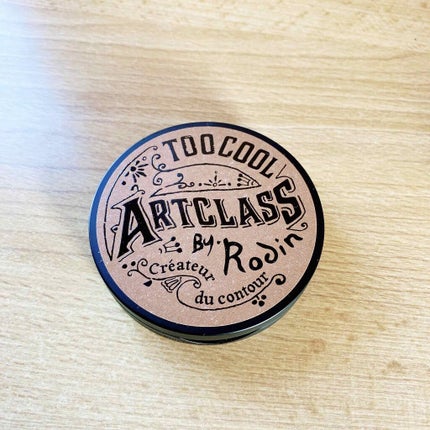 TOO COOL
ARTCLASS
By Rodin
Créateur
du contour